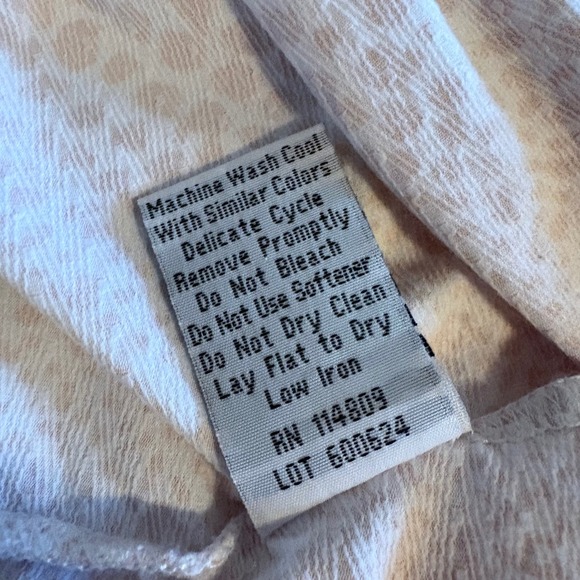 Machine Wash Cool
With Similar Colors
Delicate Cycle
Remove Promptly
Do Not Bleach
Do Not Use Softener
Do Not Dry Clean
Lay Flat to Dry
Low Iron
RN 114809
LOT 600624